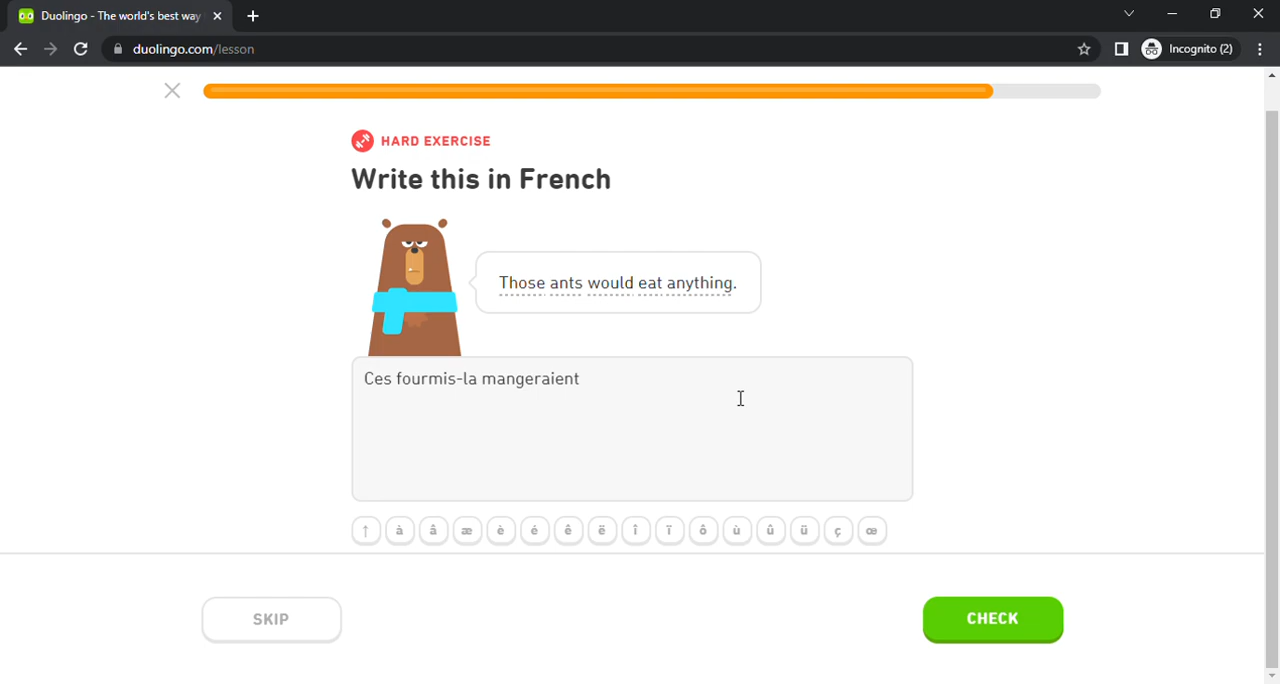 Duolingo - The world's best way
duolingo.com/lesson
Incognito (2)
HARD EXERCISE
Write this in French
Those ants would eat anything.
Ces fourmis-la mangeraient
↑ à â æ è é ê ë î ï ô ù û ü ç œ
SKIP
CHECK